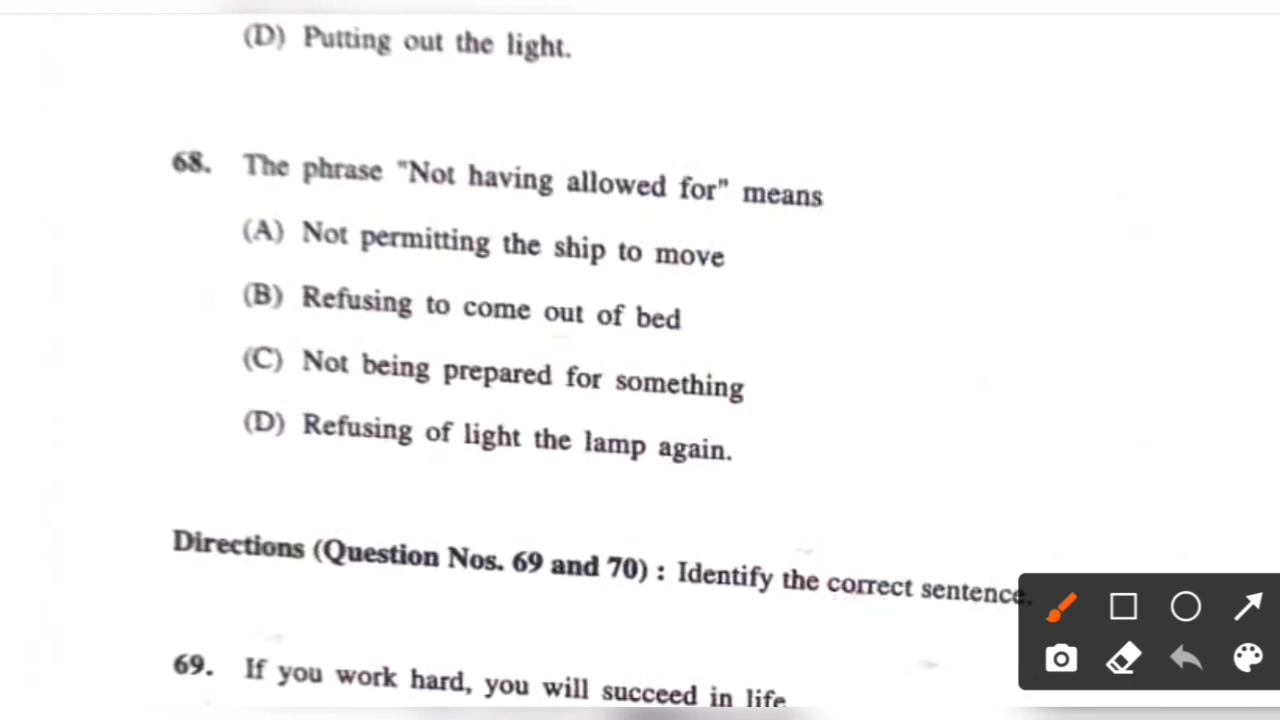 (D) Putting out the light.
68. The phrase "Not having allowed for" means
(A) Not permitting the ship to move
(B) Refusing to come out of bed
(C) Not being prepared for something
(D) Refusing of light the lamp again.
Directions (Question Nos. 69 and 70) : Identify the correct sentence.
69. If you work hard, you will succeed in life